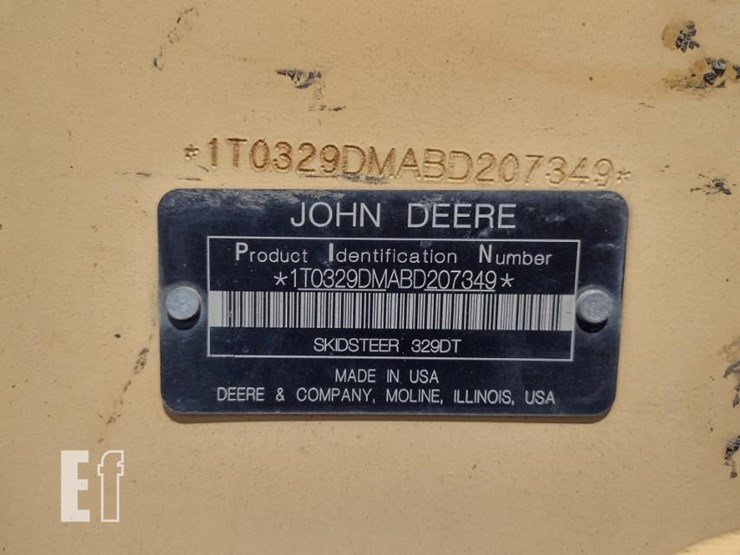 *1T0329DMABD207349*
JOHN DEERE
Product Identification Number
*1T0329DMABD207349*
SKIDSTEER 329DT
MADE IN USA
DEERE & COMPANY, MOLINE, ILLINOIS, USA
Ef